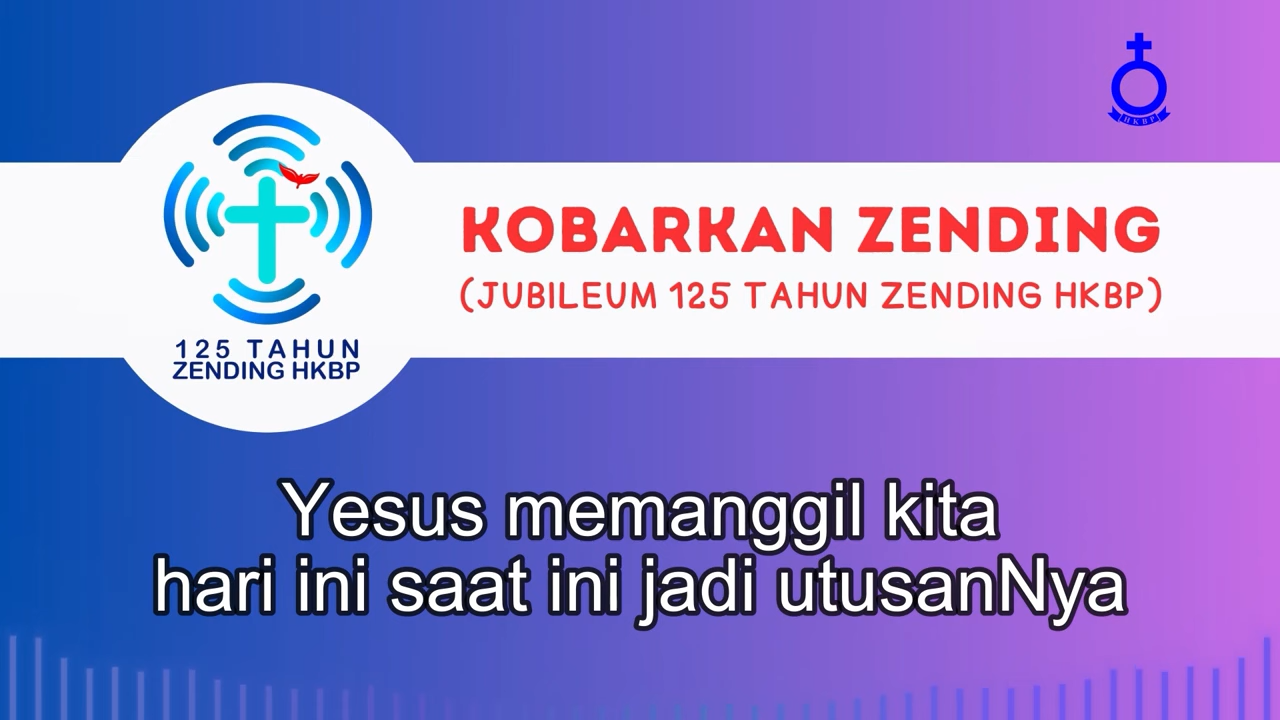 HKBP
KOBARKAN ZENDING
(JUBILEUM 125 TAHUN ZENDING HKBP)
125 TAHUN
ZENDING HKBP
Yesus memanggil kita
hari ini saat ini jadi utusanNya